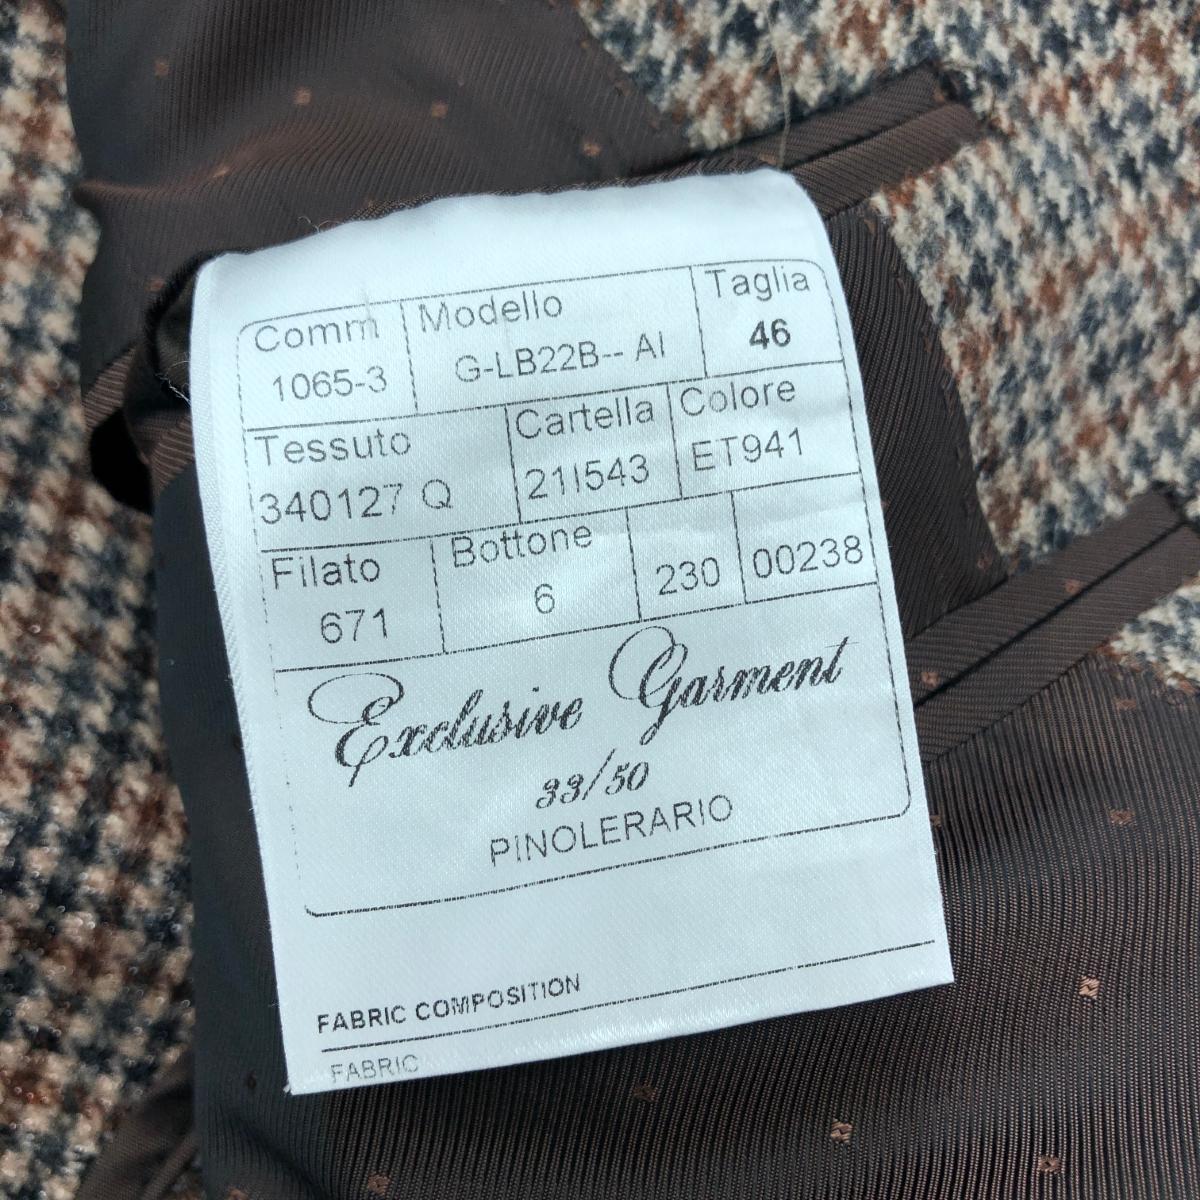 Comm Modello Taglia
1065-3 G-LB22B-- AI 46
Tessuto Cartella Colore
340127 Q 21I543 ET941
Filato Bottone
671 6 230 00238
Exclusive Garment
33/50
PINOLERARIO
FABRIC COMPOSITION
FABRIC